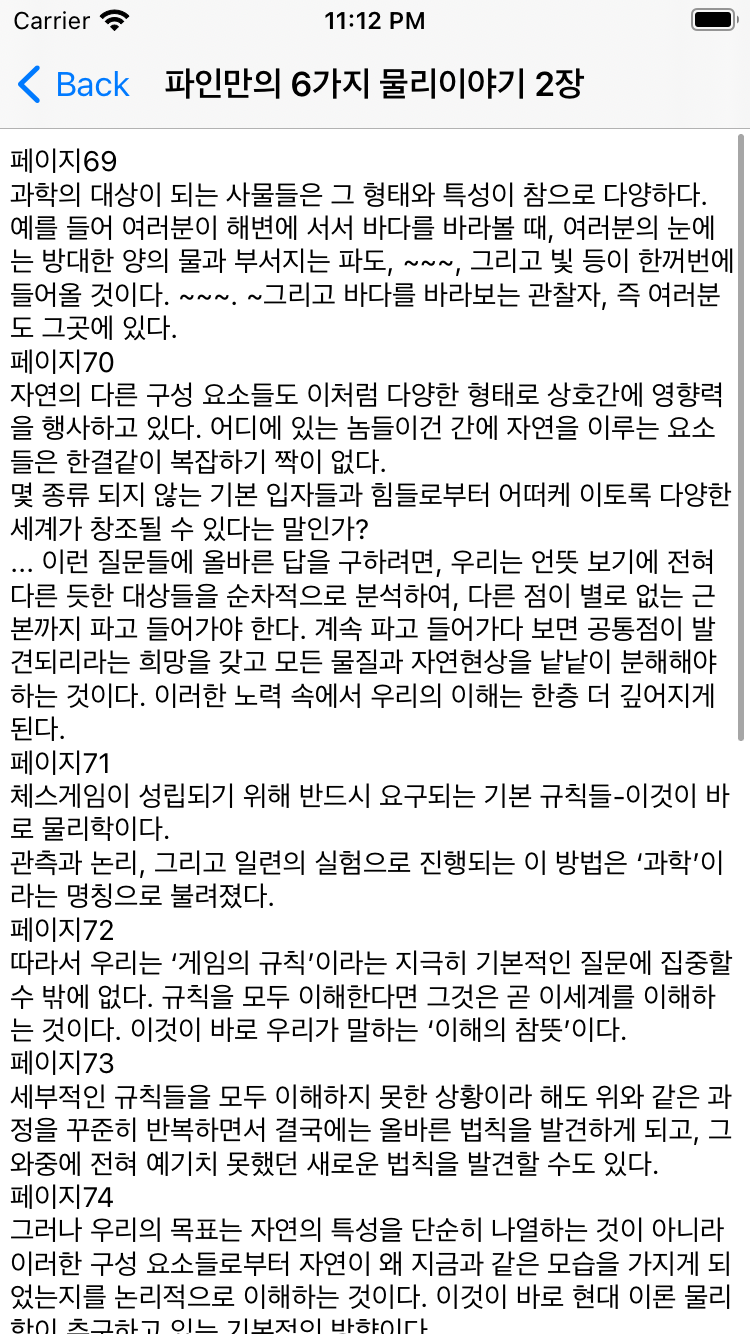 Carrier 11:12 PM
Back 파인만의 6가지 물리이야기 2장
페이지69
과학의 대상이 되는 사물들은 그 형태와 특성이 참으로 다양하다.
예를 들어 여러분이 해변에 서서 바다를 바라볼 때, 여러분의 눈에
는 방대한 양의 물과 부서지는 파도, ~~~, 그리고 빛 등이 한꺼번에
들어올 것이다. ~~~. ~그리고 바다를 바라보는 관찰자, 즉 여러분
도 그곳에 있다.
페이지70
자연의 다른 구성 요소들도 이처럼 다양한 형태로 상호간에 영향력
을 행사하고 있다. 어디에 있는 놈들이건 간에 자연을 이루는 요소
들은 한결같이 복잡하기 짝이 없다.
몇 종류 되지 않는 기본 입자들과 힘들로부터 어떠케 이토록 다양한
세계가 창조될 수 있다는 말인가?
... 이런 질문들에 올바른 답을 구하려면, 우리는 언뜻 보기에 전혀
다른 듯한 대상들을 순차적으로 분석하여, 다른 점이 별로 없는 근
본까지 파고 들어가야 한다. 계속 파고 들어가다 보면 공통점이 발
견되리라는 희망을 갖고 모든 물질과 자연현상을 낱낱이 분해해야
하는 것이다. 이러한 노력 속에서 우리의 이해는 한층 더 깊어지게
된다.
페이지71
체스게임이 성립되기 위해 반드시 요구되는 기본 규칙들-이것이 바
로 물리학이다.
관측과 논리, 그리고 일련의 실험으로 진행되는 이 방법은 ‘과학’이
라는 명칭으로 불려졌다.
페이지72
따라서 우리는 ‘게임의 규칙’이라는 지극히 기본적인 질문에 집중할
수 밖에 없다. 규칙을 모두 이해한다면 그것은 곧 이세계를 이해하
는 것이다. 이것이 바로 우리가 말하는 ‘이해의 참뜻’이다.
페이지73
세부적인 규칙들을 모두 이해하지 못한 상황이라 해도 위와 같은 과
정을 꾸준히 반복하면서 결국에는 올바른 법칙을 발견하게 되고, 그
와중에 전혀 예기치 못했던 새로운 법칙을 발견할 수도 있다.
페이지74
그러나 우리의 목표는 자연의 특성을 단순히 나열하는 것이 아니라
이러한 구성 요소들로부터 자연이 왜 지금과 같은 모습을 가지게 되
었는지를 논리적으로 이해하는 것이다. 이것이 바로 현대 이론 물리
학이 추구하고 있는 기본적인 방향이다